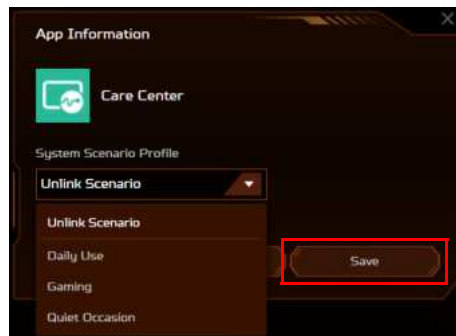 App Information
Care Center
System Scenario Profile
Unlink Scenario
Unlink Scenario
Daily Use
Save
Gaming
Quiet Occasion